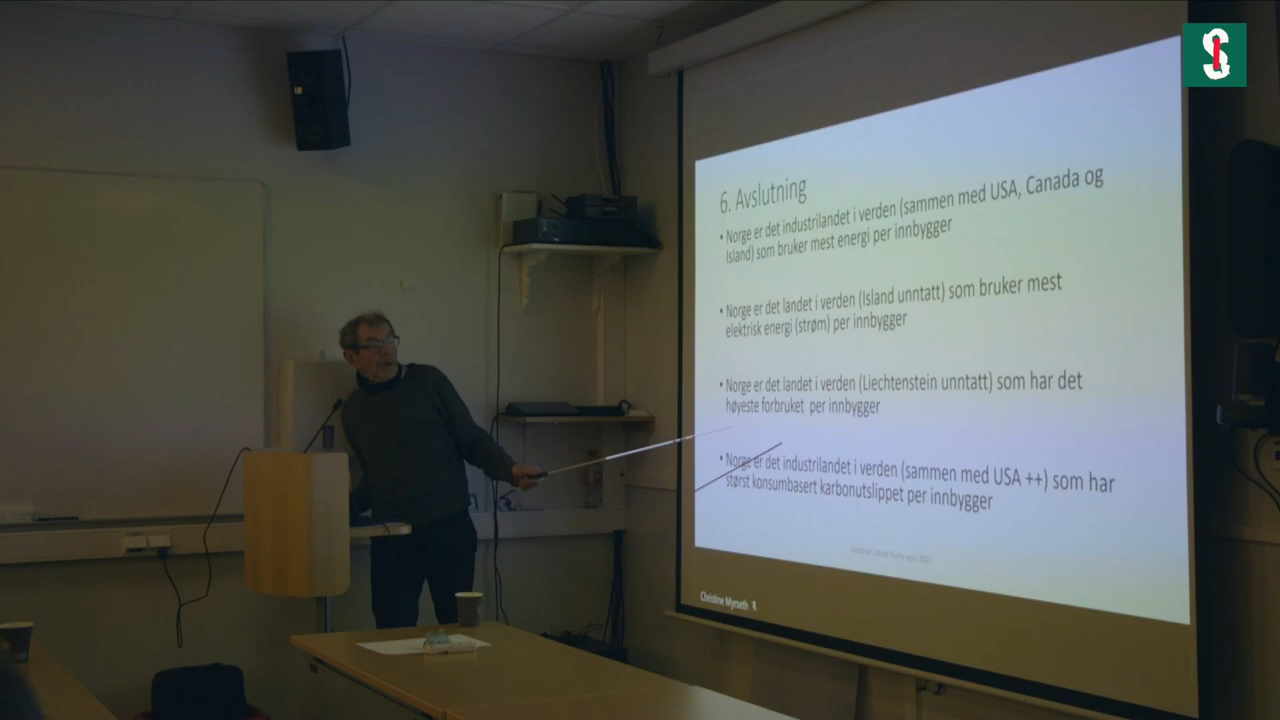 6. Avslutning
• Norge er det industrilandet i verden (sammen med USA, Canada og
Island) som bruker mest energi per innbygger
• Norge er det landet i verden (Island unntatt) som bruker mest
elektrisk energi (strøm) per innbygger
• Norge er det landet i verden (Liechtenstein unntatt) som har det
høyeste forbruket per innbygger
• Norge er det industrilandet i verden (sammen med USA ++) som har
størst konsumbasert karbonutslippet per innbygger
Christine Myrseth